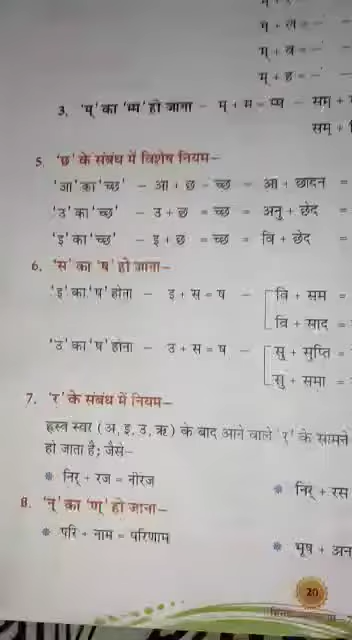 म् + ल = –
म् + व = –
म् + ह = –
3. 'म्' का 'म्म' हो जाना – म् + म = म्म – सम् +
सम् +
5. 'छ' के संबंध में विशेष नियम–
'आ' का 'च्छ' – आ + छ – च्छ = आ + छादन =
'उ' का 'च्छ' – उ + छ = च्छ = अनु + छेद =
'इ' का 'च्छ' – इ + छ = च्छ = वि + छेद =
6. 'स' का 'ष' हो जाना–
'इ' का 'ष' होता – इ + स = ष – वि + सम =
वि + साद =
'उ' का 'ष' होना – उ + स = ष – सु + सुप्ति =
सु + समा =
7. 'र्' के संबंध में नियम–
ह्रस्व स्वर (अ, इ, उ, ऋ) के बाद आने वाले 'र्' के सामने
हो जाता है; जैसे–
* निर् + रज = नीरज
* निर् + रस
8. 'न्' का 'ण्' हो जाना–
* परि + नाम = परिणाम
* भूष + अन
20